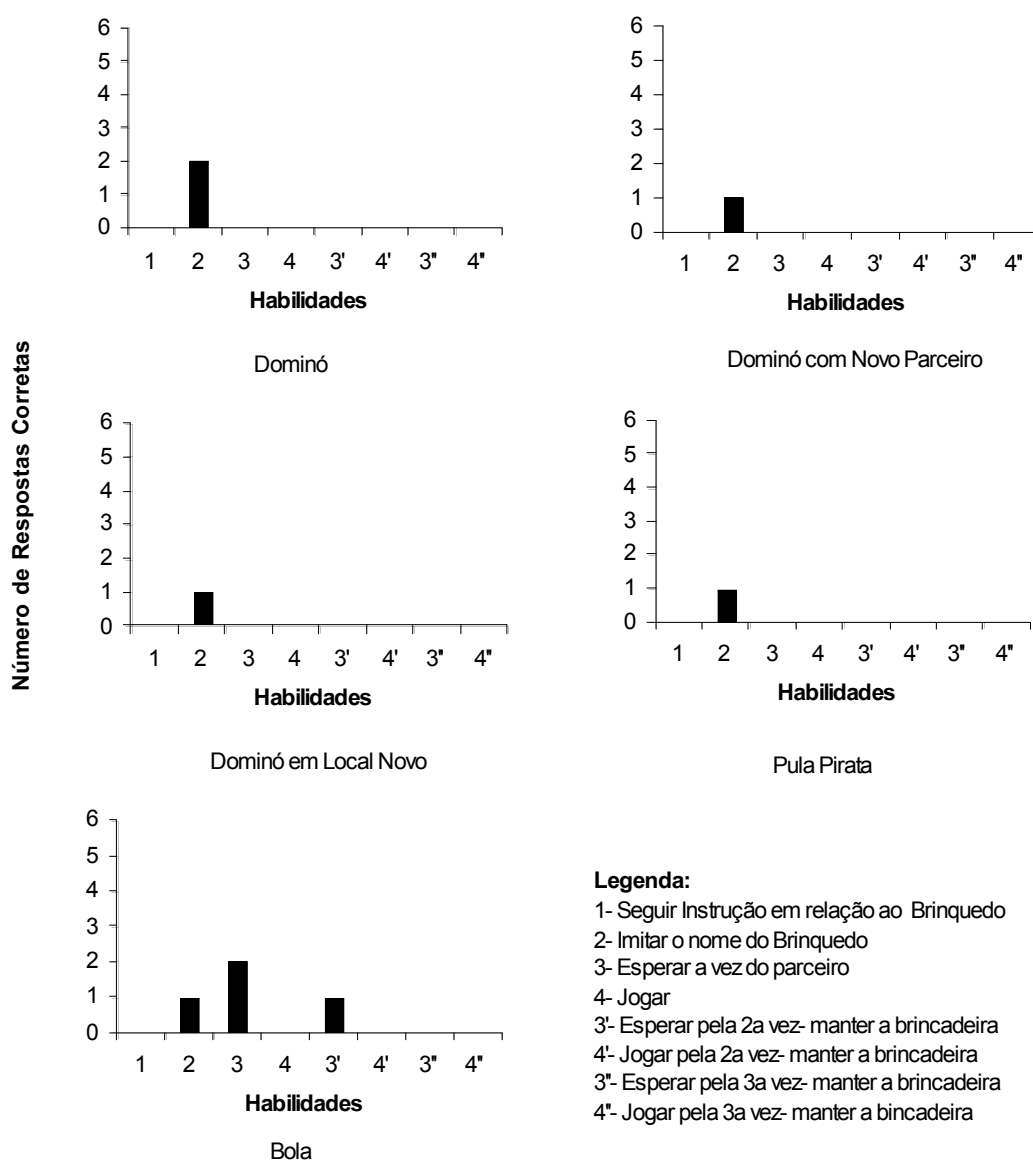 Número de Respostas Corretas
6
5
4
3
2
1
0
1 2 3 4 3' 4' 3" 4"
Habilidades
Dominó
6
5
4
3
2
1
0
1 2 3 4 3' 4' 3" 4"
Habilidades
Dominó com Novo Parceiro
6
5
4
3
2
1
0
1 2 3 4 3' 4' 3" 4"
Habilidades
Dominó em Local Novo
6
5
4
3
2
1
0
1 2 3 4 3' 4' 3" 4"
Habilidades
Pula Pirata
6
5
4
3
2
1
0
1 2 3 4 3' 4' 3" 4"
Habilidades
Bola
Legenda:
1- Seguir Instrução em relação ao Brinquedo
2- Imitar o nome do Brinquedo
3- Esperar a vez do parceiro
4- Jogar
3'- Esperar pela 2a vez- manter a brincadeira
4'- Jogar pela 2a vez- manter a brincadeira
3"- Esperar pela 3a vez- manter a brincadeira
4"- Jogar pela 3a vez- manter a bincadeira